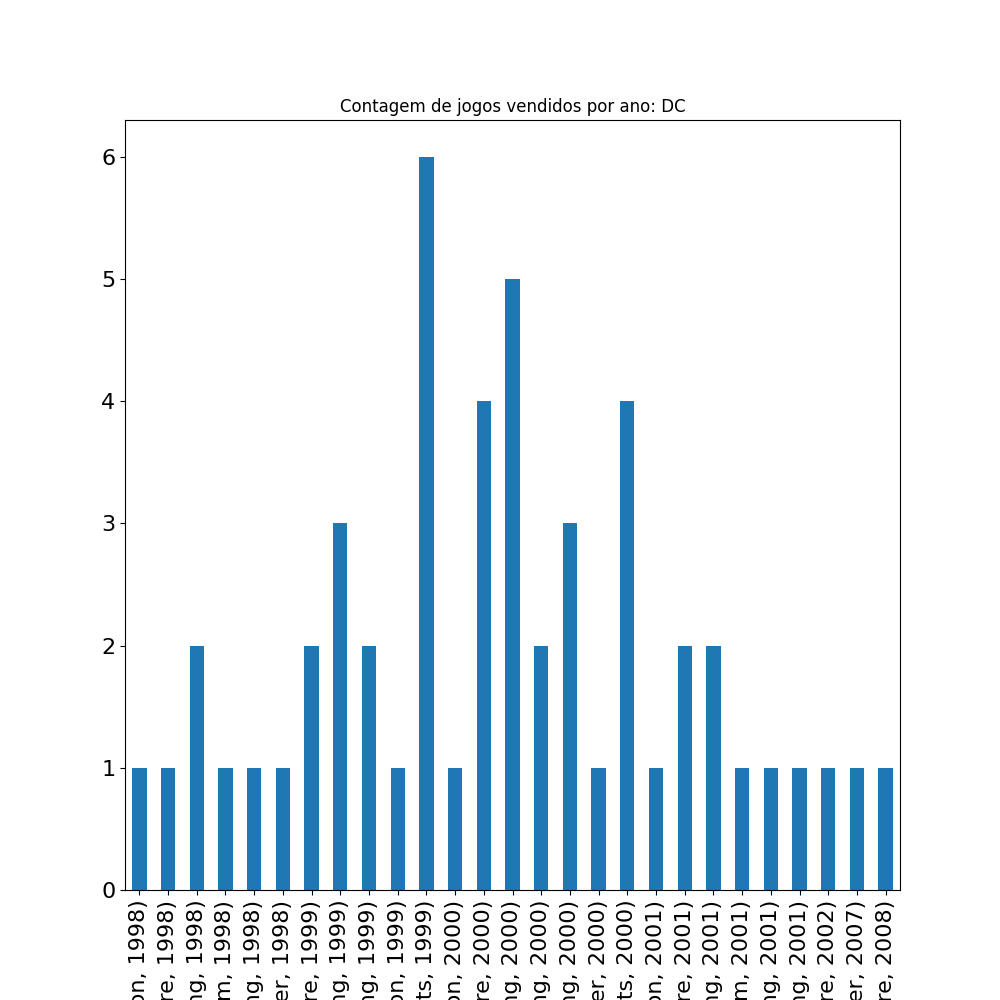 Contagem de jogos vendidos por ano: DC
6
5
4
3
2
1
0
on, 1998)
re, 1998)
ng, 1998)
m, 1998)
ng, 1998)
er, 1998)
re, 1999)
ng, 1999)
ng, 1999)
on, 1999)
ts, 1999)
on, 2000)
re, 2000)
ng, 2000)
ng, 2000)
ng, 2000)
er, 2000)
ts, 2000)
on, 2001)
re, 2001)
ng, 2001)
m, 2001)
ng, 2001)
ng, 2001)
re, 2002)
er, 2007)
re, 2008)